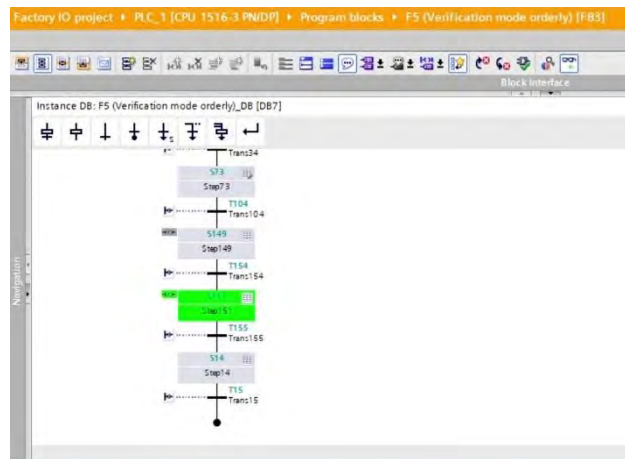 Factory IO project ▸ PLC_1 [CPU 1516-3 PN/DP] ▸ Program blocks ▸ F5 (Verification mode orderly) [FB3]
Block interface
Instance DB: F5 (Verification mode orderly)_DB [DB7]
Navigation
Trans34
S73
Step73
T104
Trans104
S149
Step149
T154
Trans154
Step151
T155
Trans155
S14
Step14
T15
Trans15